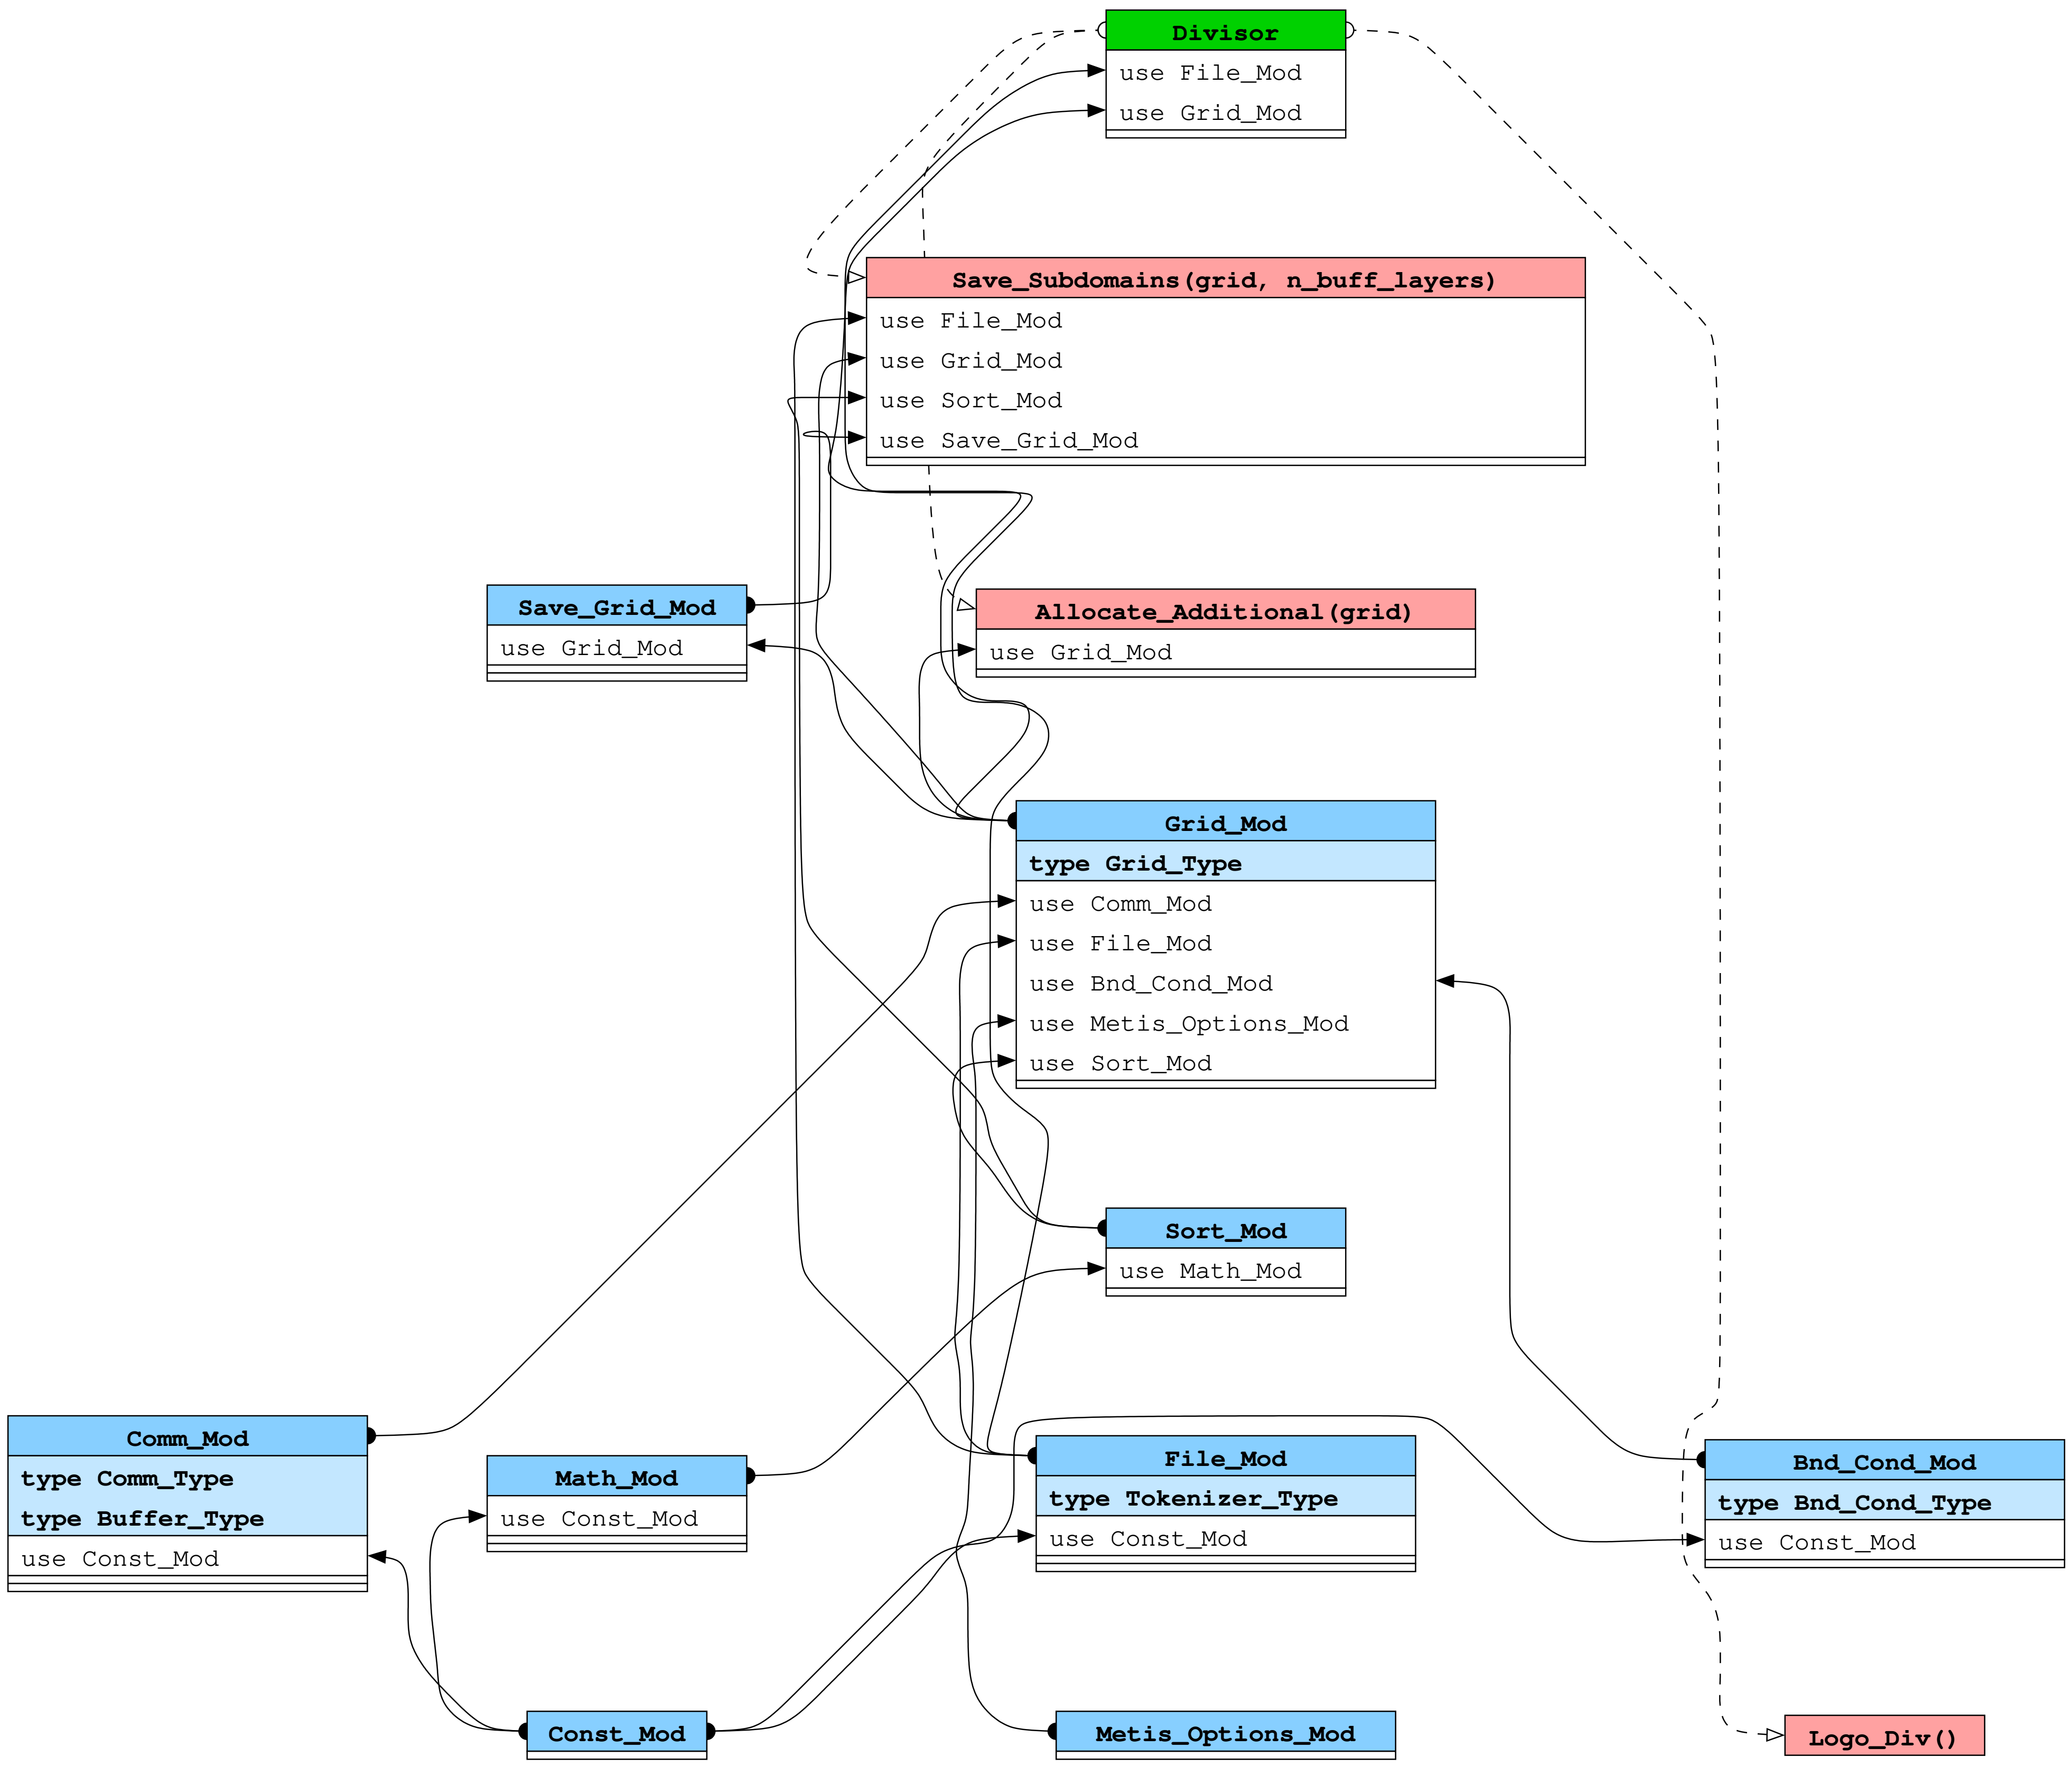 Divisor
use File_Mod
use Grid_Mod
Save_Subdomains(grid, n_buff_layers)
use File_Mod
use Grid_Mod
use Sort_Mod
use Save_Grid_Mod
Save_Grid_Mod
use Grid_Mod
Allocate_Additional(grid)
use Grid_Mod
Grid_Mod
type Grid_Type
use Comm_Mod
use File_Mod
use Bnd_Cond_Mod
use Metis_Options_Mod
use Sort_Mod
Sort_Mod
use Math_Mod
Comm_Mod
type Comm_Type
type Buffer_Type
use Const_Mod
Math_Mod
use Const_Mod
File_Mod
type Tokenizer_Type
use Const_Mod
Bnd_Cond_Mod
type Bnd_Cond_Type
use Const_Mod
Const_Mod
Metis_Options_Mod
Logo_Div()